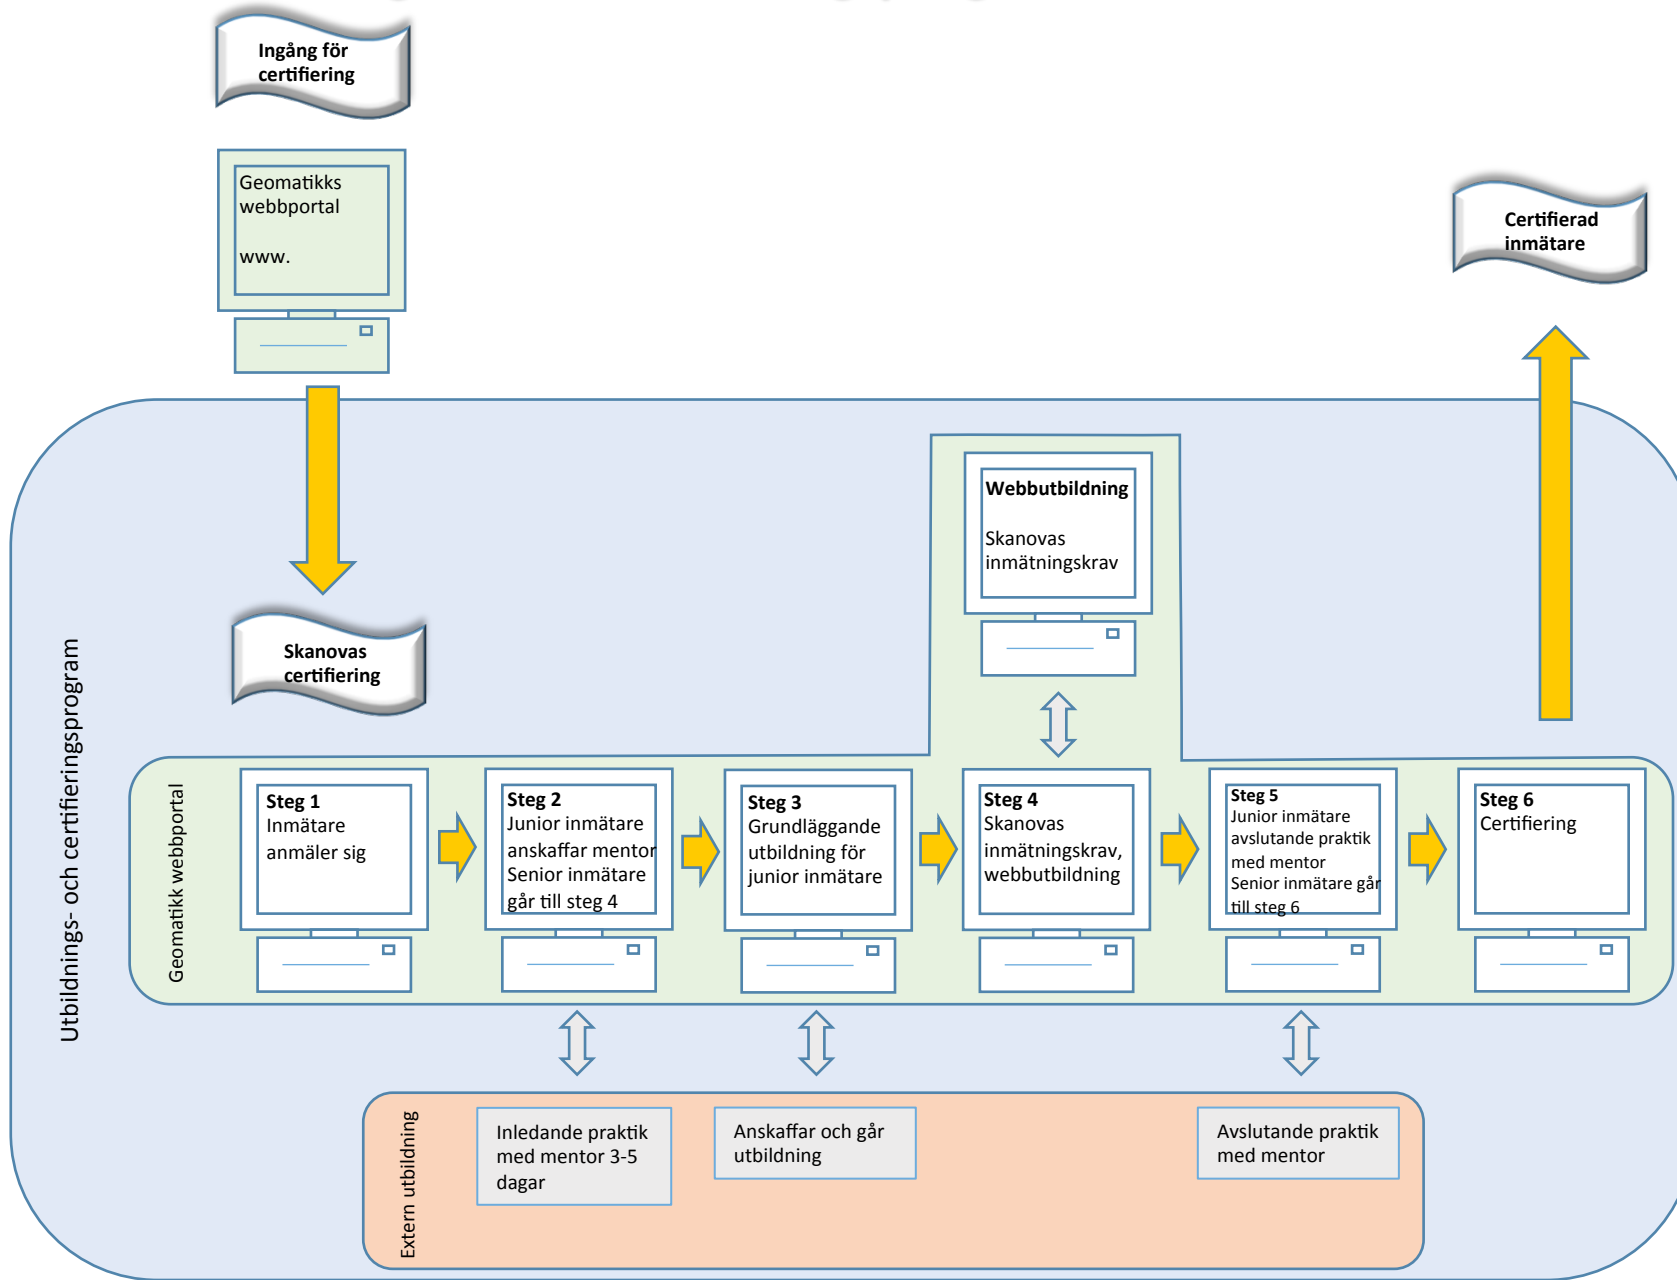 Ingång för
certifiering
Geomatikks
webbportal
www.
Certifierad
inmätare
Utbildnings- och certifieringsprogram
Skanovas
certifiering
Webbutbildning
Skanovas
inmätningskrav
Geomatikk webbportal
Steg 1
Inmätare
anmäler sig
Steg 2
Junior inmätare
anskaffar mentor
Senior inmätare
går till steg 4
Steg 3
Grundläggande
utbildning för
junior inmätare
Steg 4
Skanovas
inmätningskrav,
webbutbildning
Steg 5
Junior inmätare
avslutande praktik
med mentor
Senior inmätare går
till steg 6
Steg 6
Certifiering
Extern utbildning
Inledande praktik
med mentor 3-5
dagar
Anskaffar och går
utbildning
Avslutande praktik
med mentor